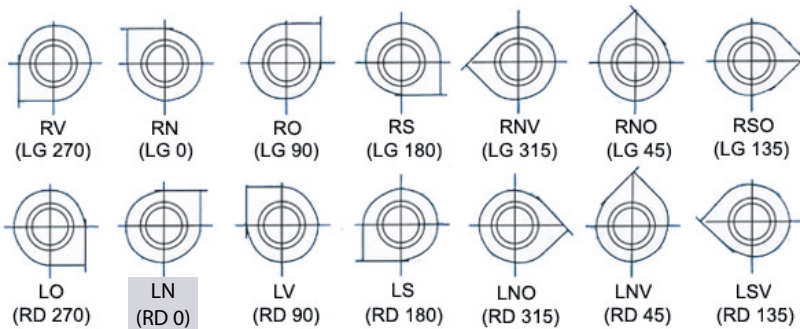 RV RN RO RS RNV RNO RSO
(LG 270) (LG 0) (LG 90) (LG 180) (LG 315) (LG 45) (LG 135)
LO LN LV LS LNO LNV LSV
(RD 270) (RD 0) (RD 90) (RD 180) (RD 315) (RD 45) (RD 135)